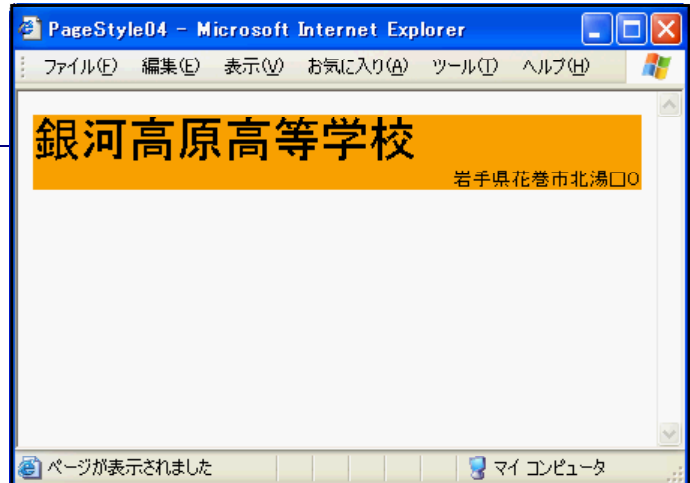 PageStyle04 - Microsoft Internet Explorer
ファイル(F) 編集(E) 表示(V) お気に入り(A) ツール(T) ヘルプ(H)
銀河高原高等学校
岩手県花巻市北湯口0
ページが表示されました マイ コンピュータ